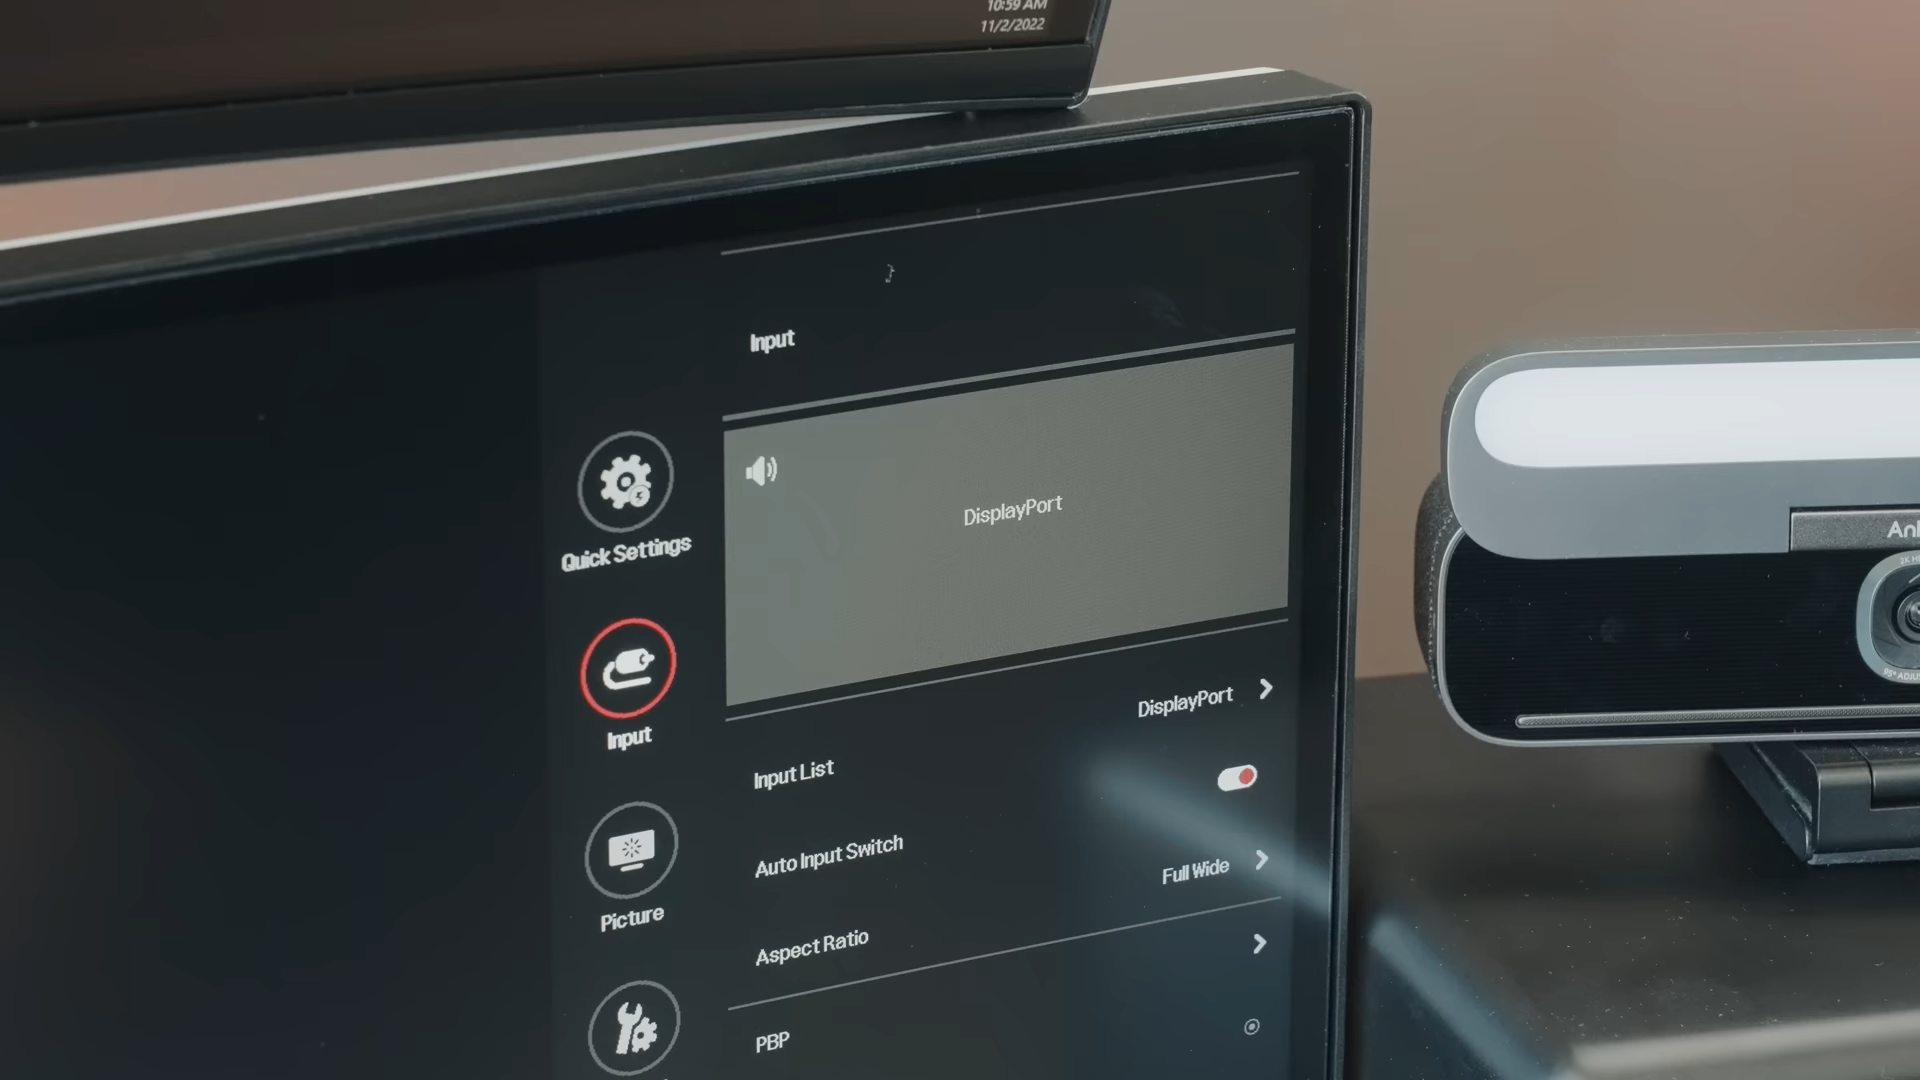 10:59 AM
11/2/2022
Input
DisplayPort
Quick Settings
Input
DisplayPort
Input List
Auto Input Switch
Full Wide
Picture
Aspect Ratio
PBP